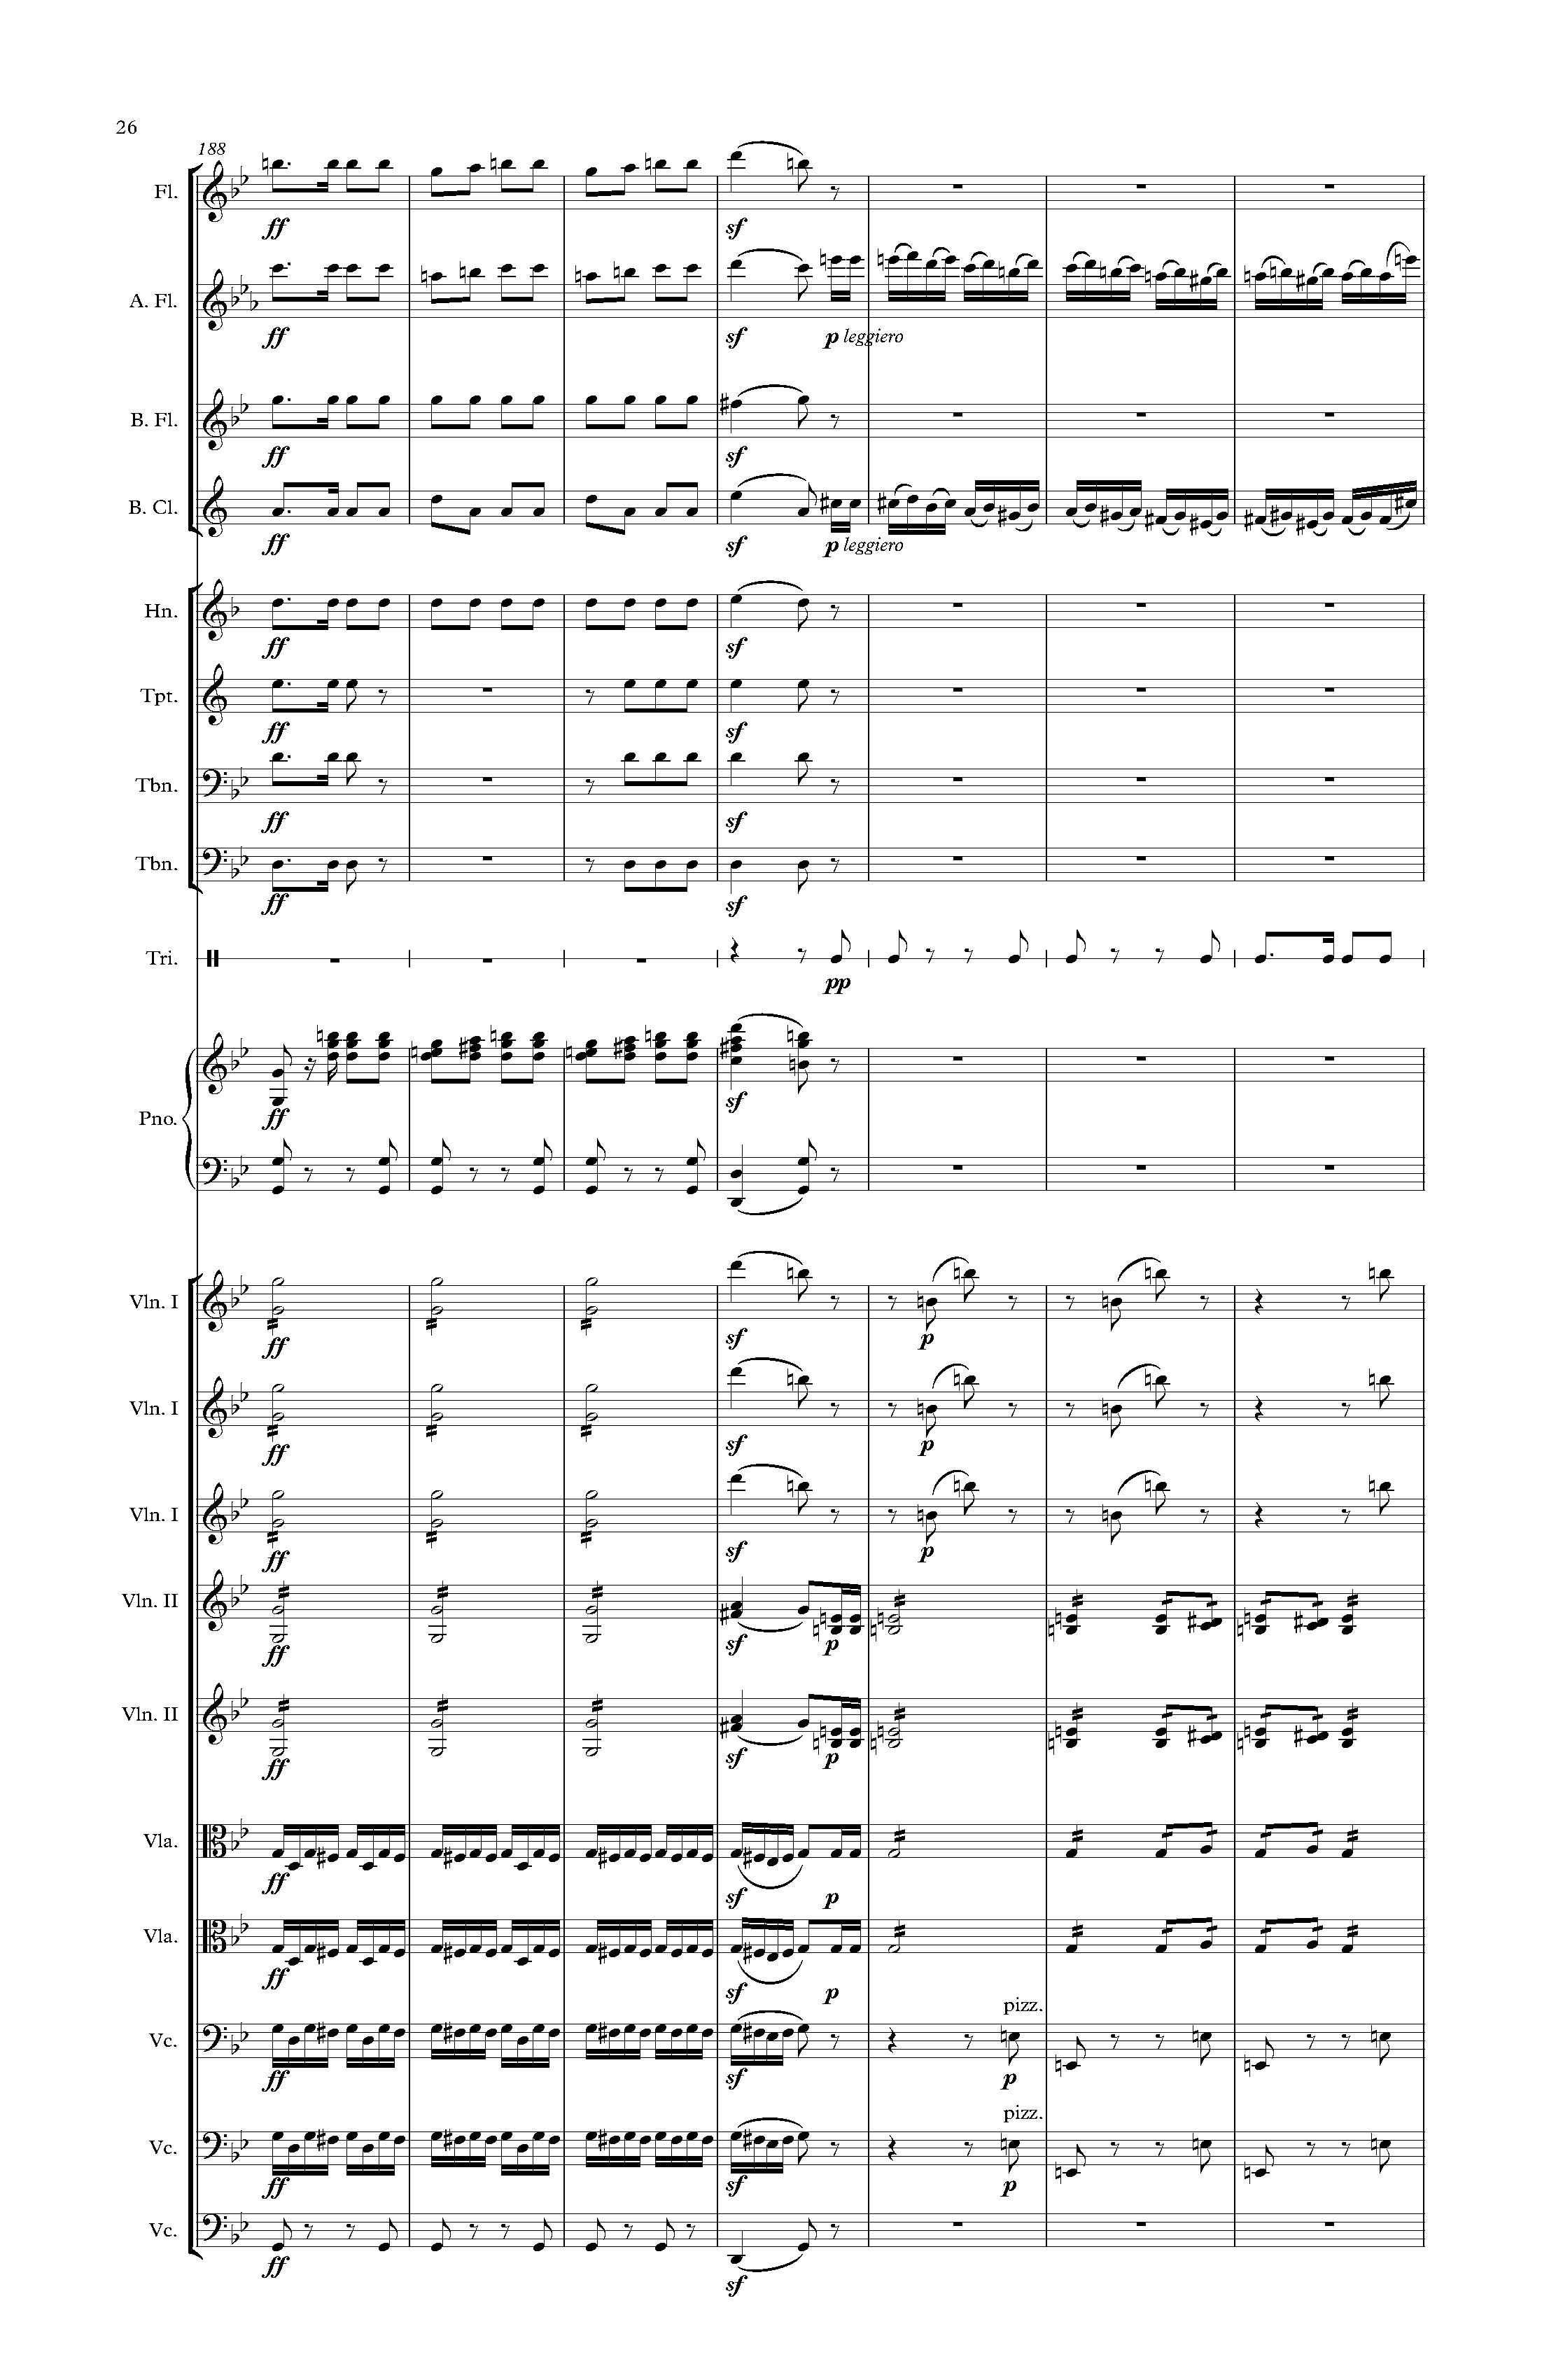 26
188
Fl.
ff
sf
A. Fl.
ff
sf
p leggiero
B. Fl.
ff
sf
B. Cl.
ff
sf
p leggiero
Hn.
ff
sf
Tpt.
ff
sf
Tbn.
ff
sf
Tbn.
ff
sf
Tri.
pp
Pno.
ff
sf
Vln. I
ff
sf
p
Vln. I
ff
sf
p
Vln. I
ff
sf
p
Vln. II
ff
sf
p
Vln. II
ff
sf
p
Vla.
ff
sf
p
Vla.
ff
sf
p
pizz.
Vc.
ff
sf
p
pizz.
Vc.
ff
sf
p
Vc.
ff
sf